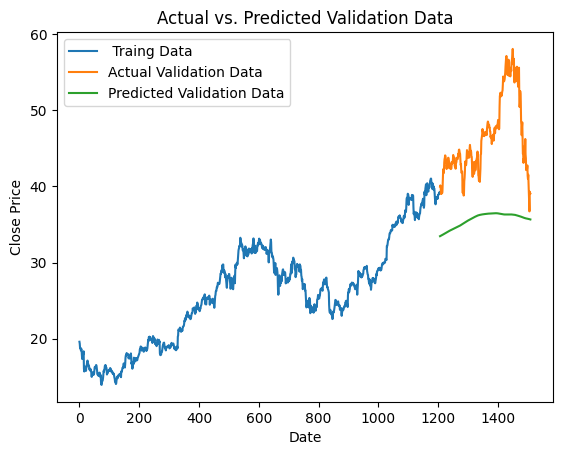 Actual vs. Predicted Validation Data
Traing Data
Actual Validation Data
Predicted Validation Data
Close Price
60
50
40
30
20
0 200 400 600 800 1000 1200 1400
Date